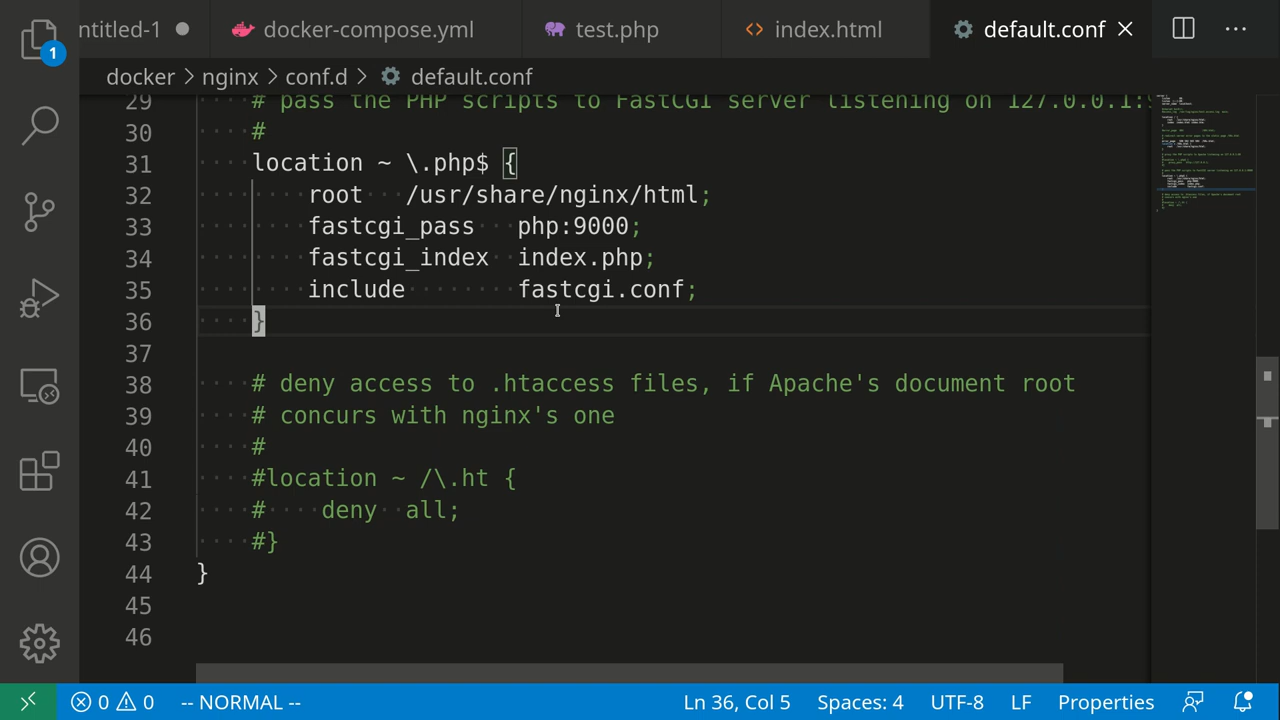 ntitled-1
docker-compose.yml
test.php
index.html
default.conf
docker > nginx > conf.d > default.conf
1
29 # pass the PHP scripts to FastCGI server listening on 127.0.0.1:
30 #
31 location ~ \.php$ {
32 root /usr/share/nginx/html;
33 fastcgi_pass php:9000;
34 fastcgi_index index.php;
35 include fastcgi.conf;
36 }
37
38 # deny access to .htaccess files, if Apache's document root
39 # concurs with nginx's one
40 #
41 #location ~ /\.ht {
42 # deny all;
43 #}
44 }
45
46
0 0 -- NORMAL -- Ln 36, Col 5 Spaces: 4 UTF-8 LF Properties